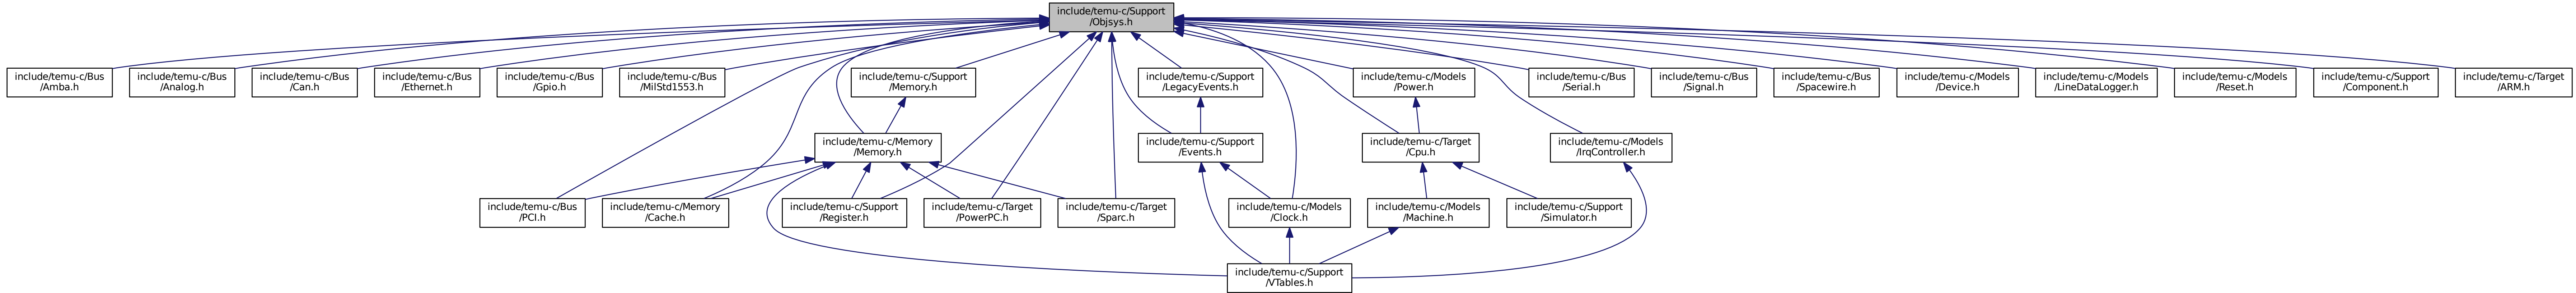 include/temu-c/Support
/Objsys.h
include/temu-c/Bus
/Amba.h
include/temu-c/Bus
/Analog.h
include/temu-c/Bus
/Can.h
include/temu-c/Bus
/Ethernet.h
include/temu-c/Bus
/Gpio.h
include/temu-c/Bus
/MilStd1553.h
include/temu-c/Support
/Memory.h
include/temu-c/Support
/LegacyEvents.h
include/temu-c/Models
/Power.h
include/temu-c/Bus
/Serial.h
include/temu-c/Bus
/Signal.h
include/temu-c/Bus
/Spacewire.h
include/temu-c/Models
/Device.h
include/temu-c/Models
/LineDataLogger.h
include/temu-c/Models
/Reset.h
include/temu-c/Support
/Component.h
include/temu-c/Target
/ARM.h
include/temu-c/Memory
/Memory.h
include/temu-c/Support
/Events.h
include/temu-c/Target
/Cpu.h
include/temu-c/Models
/IrqController.h
include/temu-c/Bus
/PCI.h
include/temu-c/Memory
/Cache.h
include/temu-c/Support
/Register.h
include/temu-c/Target
/PowerPC.h
include/temu-c/Target
/Sparc.h
include/temu-c/Models
/Clock.h
include/temu-c/Models
/Machine.h
include/temu-c/Support
/Simulator.h
include/temu-c/Support
/VTables.h